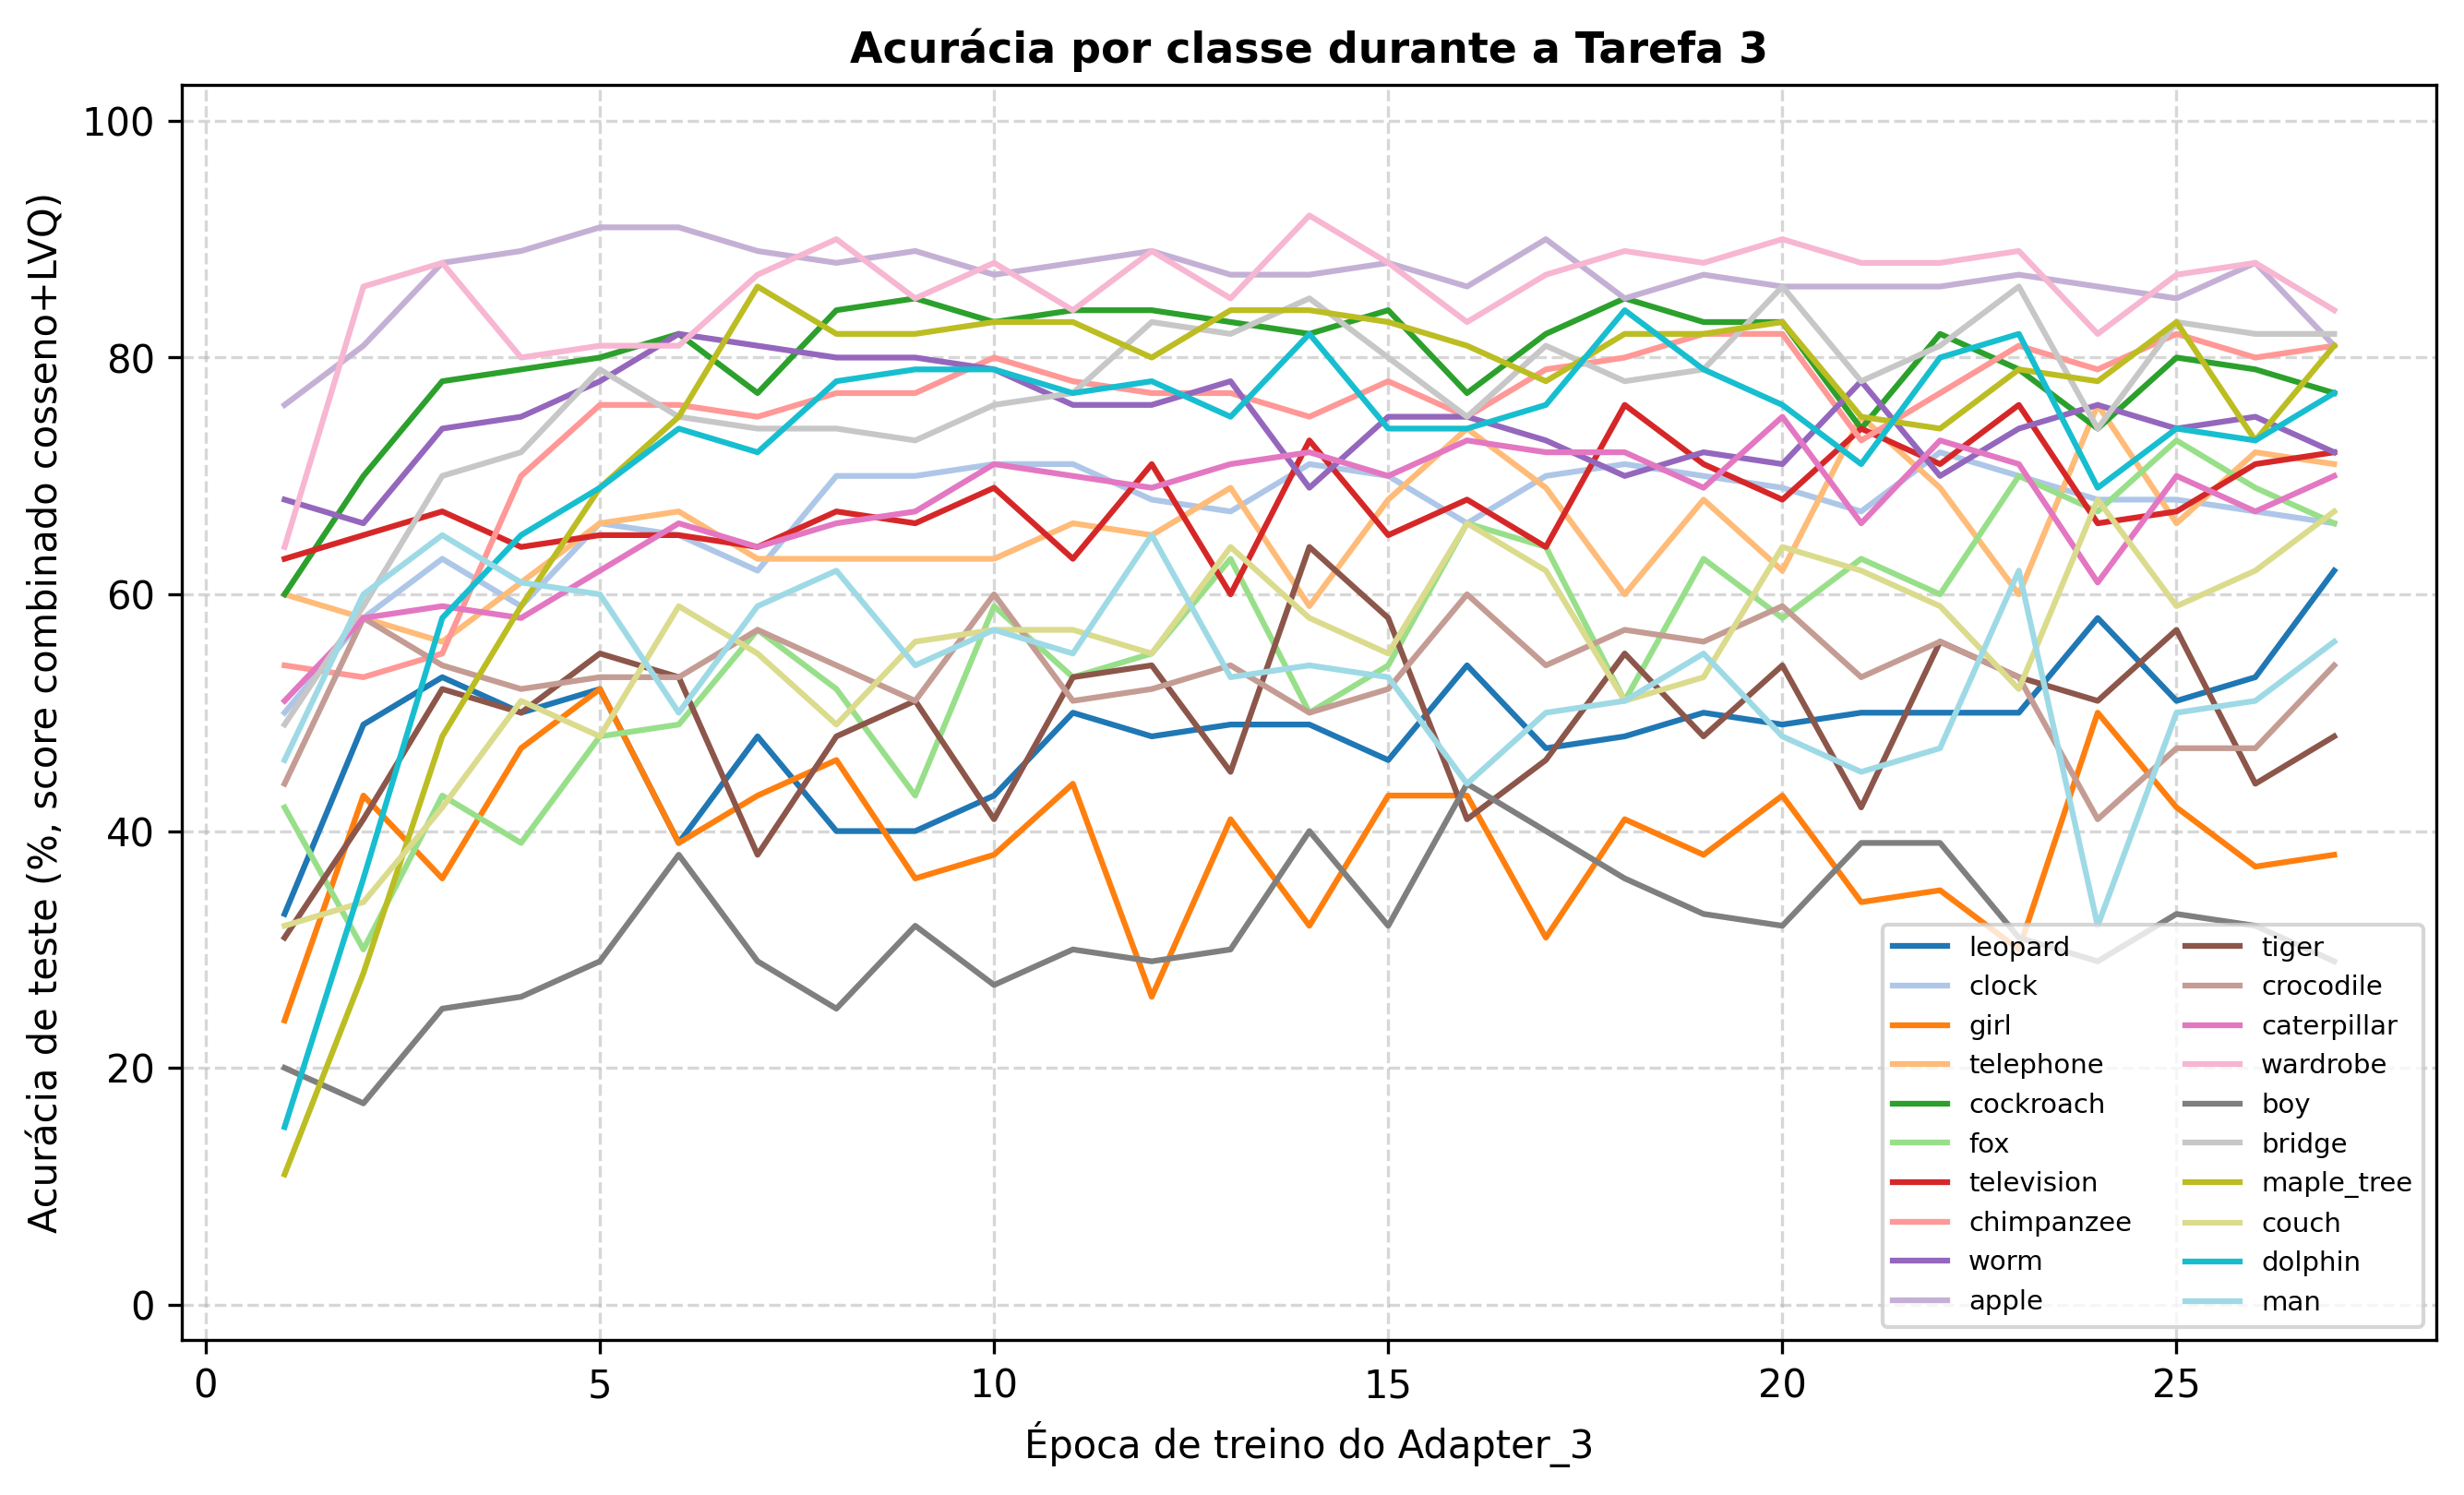 Acurácia por classe durante a Tarefa 3
Acurácia de teste (%, score combinado cosseno+LVQ)
100
80
60
40
20
0
0
5
10
15
20
25
Época de treino do Adapter_3
leopard
clock
girl
telephone
cockroach
fox
television
chimpanzee
worm
apple
tiger
crocodile
caterpillar
wardrobe
boy
bridge
maple_tree
couch
dolphin
man